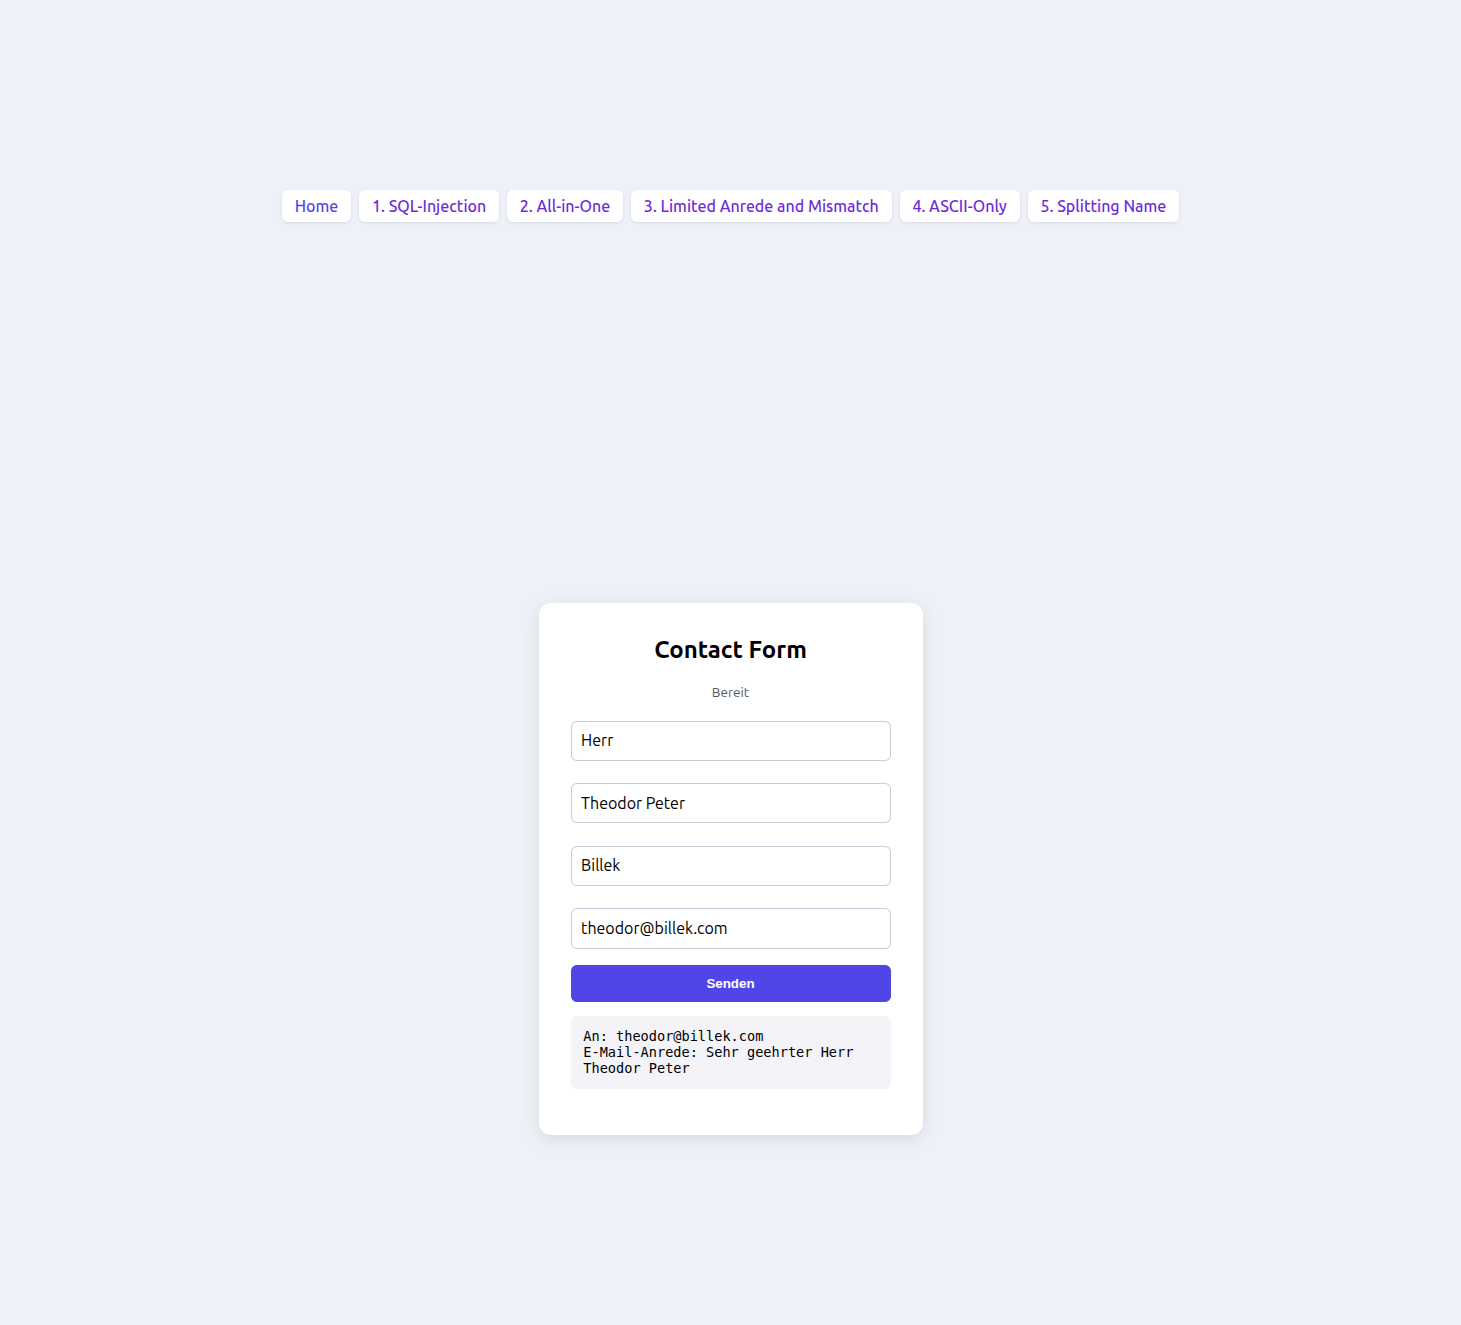 Home 1. SQL-Injection 2. All-in-One 3. Limited Anrede and Mismatch 4. ASCII-Only 5. Splitting Name
Contact Form
Bereit
Herr
Theodor Peter
Billek
theodor@billek.com
Senden
An: theodor@billek.com
E-Mail-Anrede: Sehr geehrter Herr
Theodor Peter